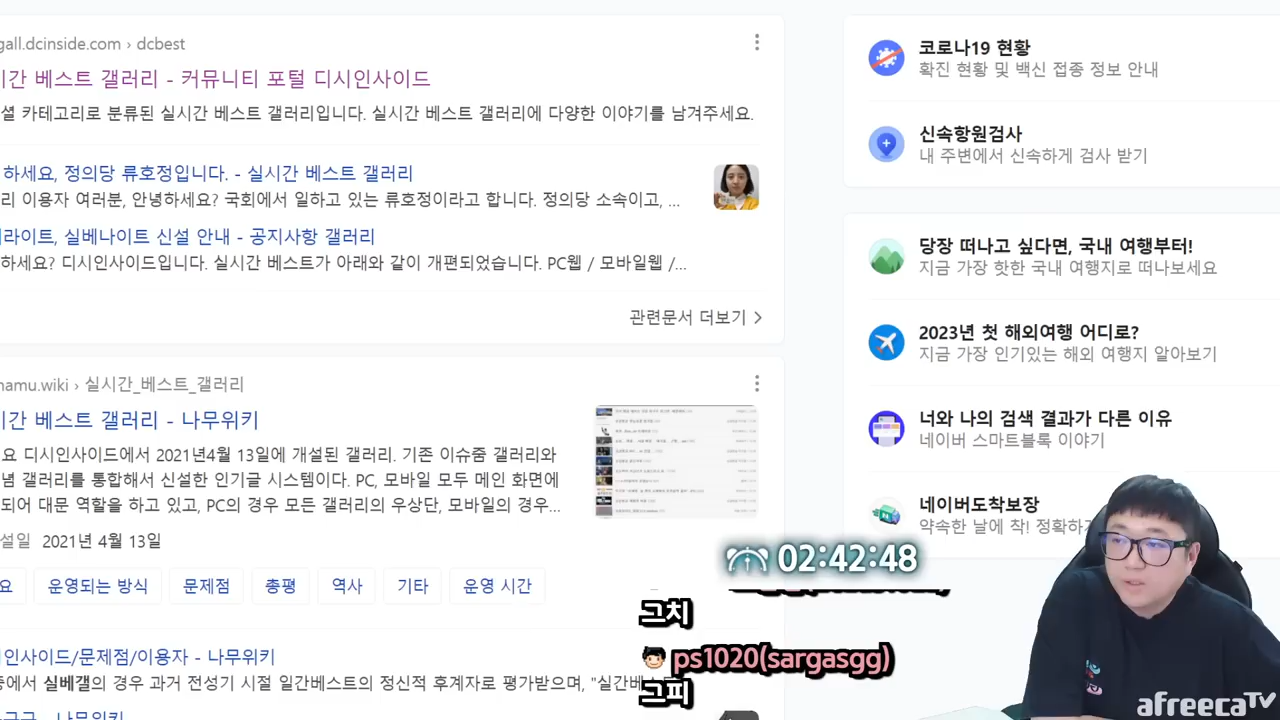 gall.dcinside.com › dcbest
시간 베스트 갤러리 - 커뮤니티 포털 디시인사이드
셜 카테고리로 분류된 실시간 베스트 갤러리입니다. 실시간 베스트 갤러리에 다양한 이야기를 남겨주세요.
하세요, 정의당 류호정입니다. - 실시간 베스트 갤러리
리 이용자 여러분, 안녕하세요? 국회에서 일하고 있는 류호정이라고 합니다. 정의당 소속이고, ...
라이트, 실베나이트 신설 안내 - 공지사항 갤러리
하세요? 디시인사이드입니다. 실시간 베스트가 아래와 같이 개편되었습니다. PC웹 / 모바일웹 /...
관련문서 더보기
namu.wiki › 실시간_베스트_갤러리
시간 베스트 갤러리 - 나무위키
요 디시인사이드에서 2021년4월 13일에 개설된 갤러리. 기존 이슈줌 갤러리와
념 갤러리를 통합해서 신설한 인기글 시스템이다. PC, 모바일 모두 메인 화면에
되어 있는 역할을 하고 있고, PC의 경우 모든 갤러리의 우상단, 모바일의 경우...
설일 2021년 4월 13일
요 운영되는 방식 문제점 총평 역사 기타 운영 시간
인사이드/문제점/이용자 - 나무위키
중에서 실베갤의 경우 과거 전성기 시절 일간베스트의 정신적 후계자로 평가받으며, "실간베
나무위키
코로나19 현황
확진 현황 및 백신 접종 정보 안내
신속항원검사
내 주변에서 신속하게 검사 받기
당장 떠나고 싶다면, 국내 여행부터!
지금 가장 핫한 국내 여행지로 떠나보세요
2023년 첫 해외여행 어디로?
지금 가장 인기있는 해외 여행지 알아보기
너와 나의 검색 결과가 다른 이유
네이버 스마트블록 이야기
네이버도착보장
약속한 날에 착! 정확하
02:42:48
그치
ps1020(sargasgg)
그피
afreecaTV